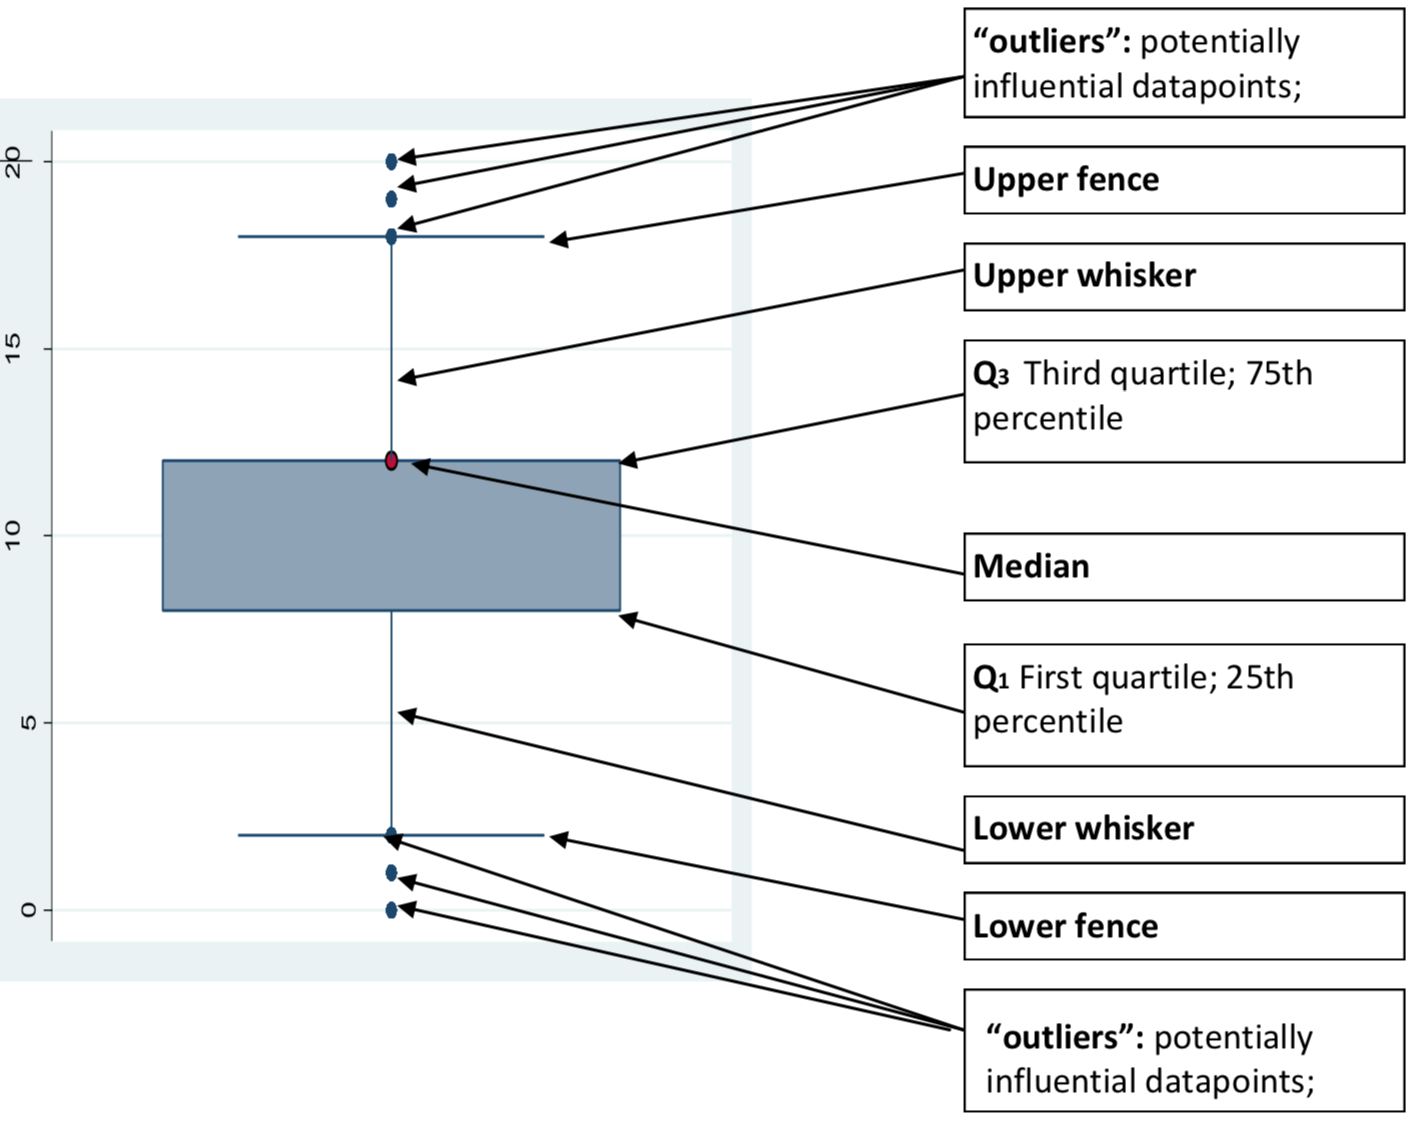 “outliers”: potentially
influential datapoints;
Upper fence
Upper whisker
Q3 Third quartile; 75th
percentile
Median
Q1 First quartile; 25th
percentile
Lower whisker
Lower fence
“outliers”: potentially
influential datapoints;
20
15
10
5
0